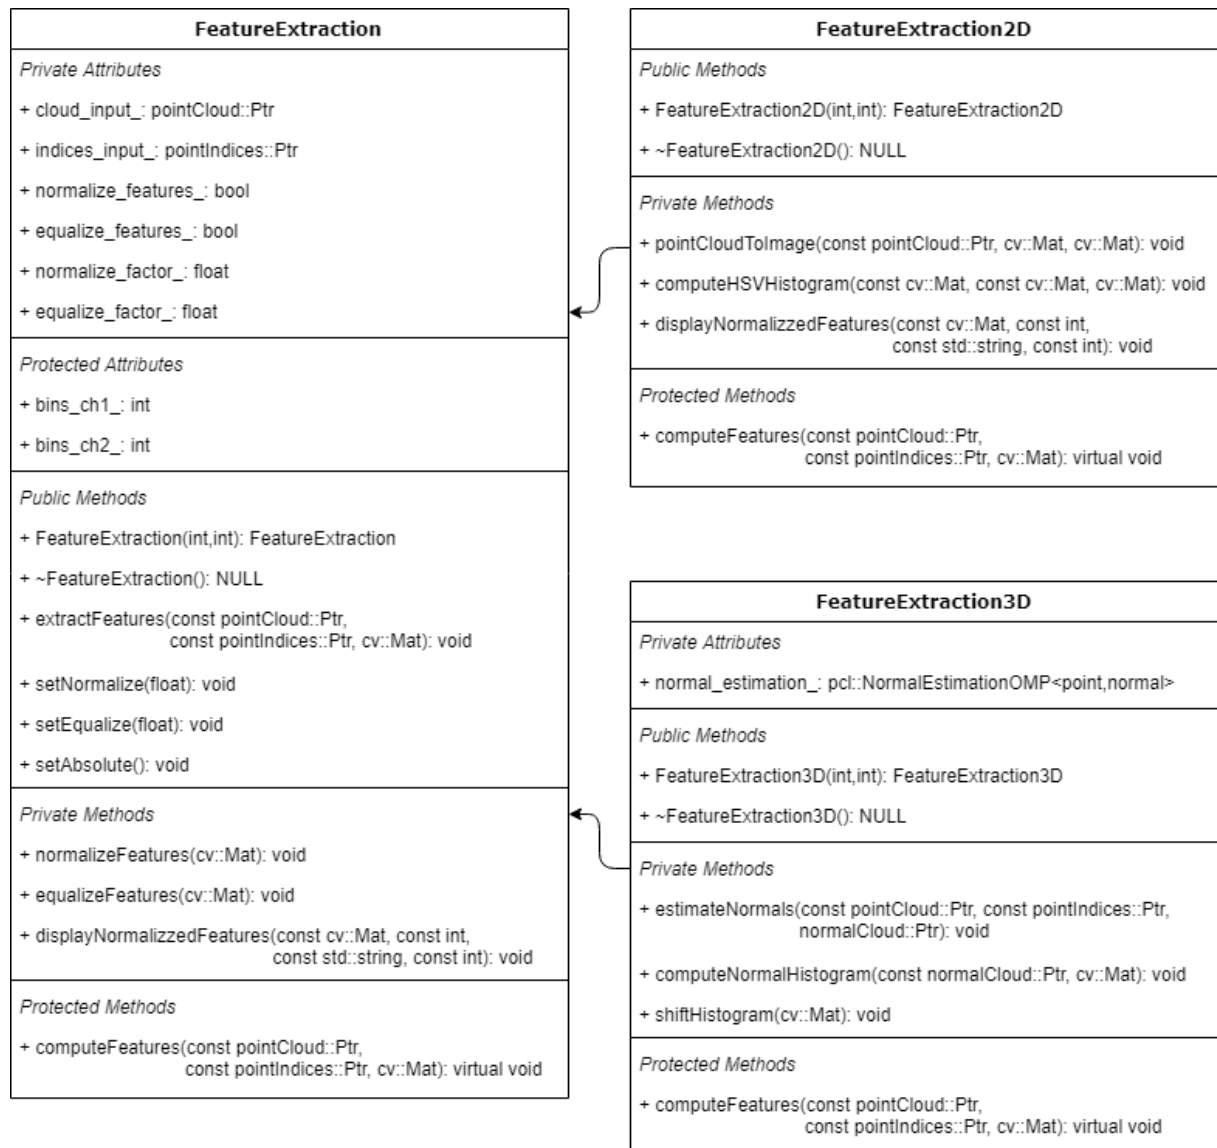 FeatureExtraction
Private Attributes
+ cloud_input_: pointCloud::Ptr
+ indices_input_: pointIndices::Ptr
+ normalize_features_: bool
+ equalize_features_: bool
+ normalize_factor_: float
+ equalize_factor_: float
Protected Attributes
+ bins_ch1_: int
+ bins_ch2_: int
Public Methods
+ FeatureExtraction(int,int): FeatureExtraction
+ ~FeatureExtraction(): NULL
+ extractFeatures(const pointCloud::Ptr,
const pointIndices::Ptr, cv::Mat): void
+ setNormalize(float): void
+ setEqualize(float): void
+ setAbsolute(): void
Private Methods
+ normalizeFeatures(cv::Mat): void
+ equalizeFeatures(cv::Mat): void
+ displayNormalizzedFeatures(const cv::Mat, const int,
const std::string, const int): void
Protected Methods
+ computeFeatures(const pointCloud::Ptr,
const pointIndices::Ptr, cv::Mat): virtual void
FeatureExtraction2D
Public Methods
+ FeatureExtraction2D(int,int): FeatureExtraction2D
+ ~FeatureExtraction2D(): NULL
Private Methods
+ pointCloudToImage(const pointCloud::Ptr, cv::Mat, cv::Mat): void
+ computeHSVHistogram(const cv::Mat, const cv::Mat, cv::Mat): void
+ displayNormalizzedFeatures(const cv::Mat, const int,
const std::string, const int): void
Protected Methods
+ computeFeatures(const pointCloud::Ptr,
const pointIndices::Ptr, cv::Mat): virtual void
FeatureExtraction3D
Private Attributes
+ normal_estimation_: pcl::NormalEstimationOMP<point,normal>
Public Methods
+ FeatureExtraction3D(int,int): FeatureExtraction3D
+ ~FeatureExtraction3D(): NULL
Private Methods
+ estimateNormals(const pointCloud::Ptr, const pointIndices::Ptr,
normalCloud::Ptr): void
+ computeNormalHistogram(const normalCloud::Ptr, cv::Mat): void
+ shiftHistogram(cv::Mat): void
Protected Methods
+ computeFeatures(const pointCloud::Ptr,
const pointIndices::Ptr, cv::Mat): virtual void